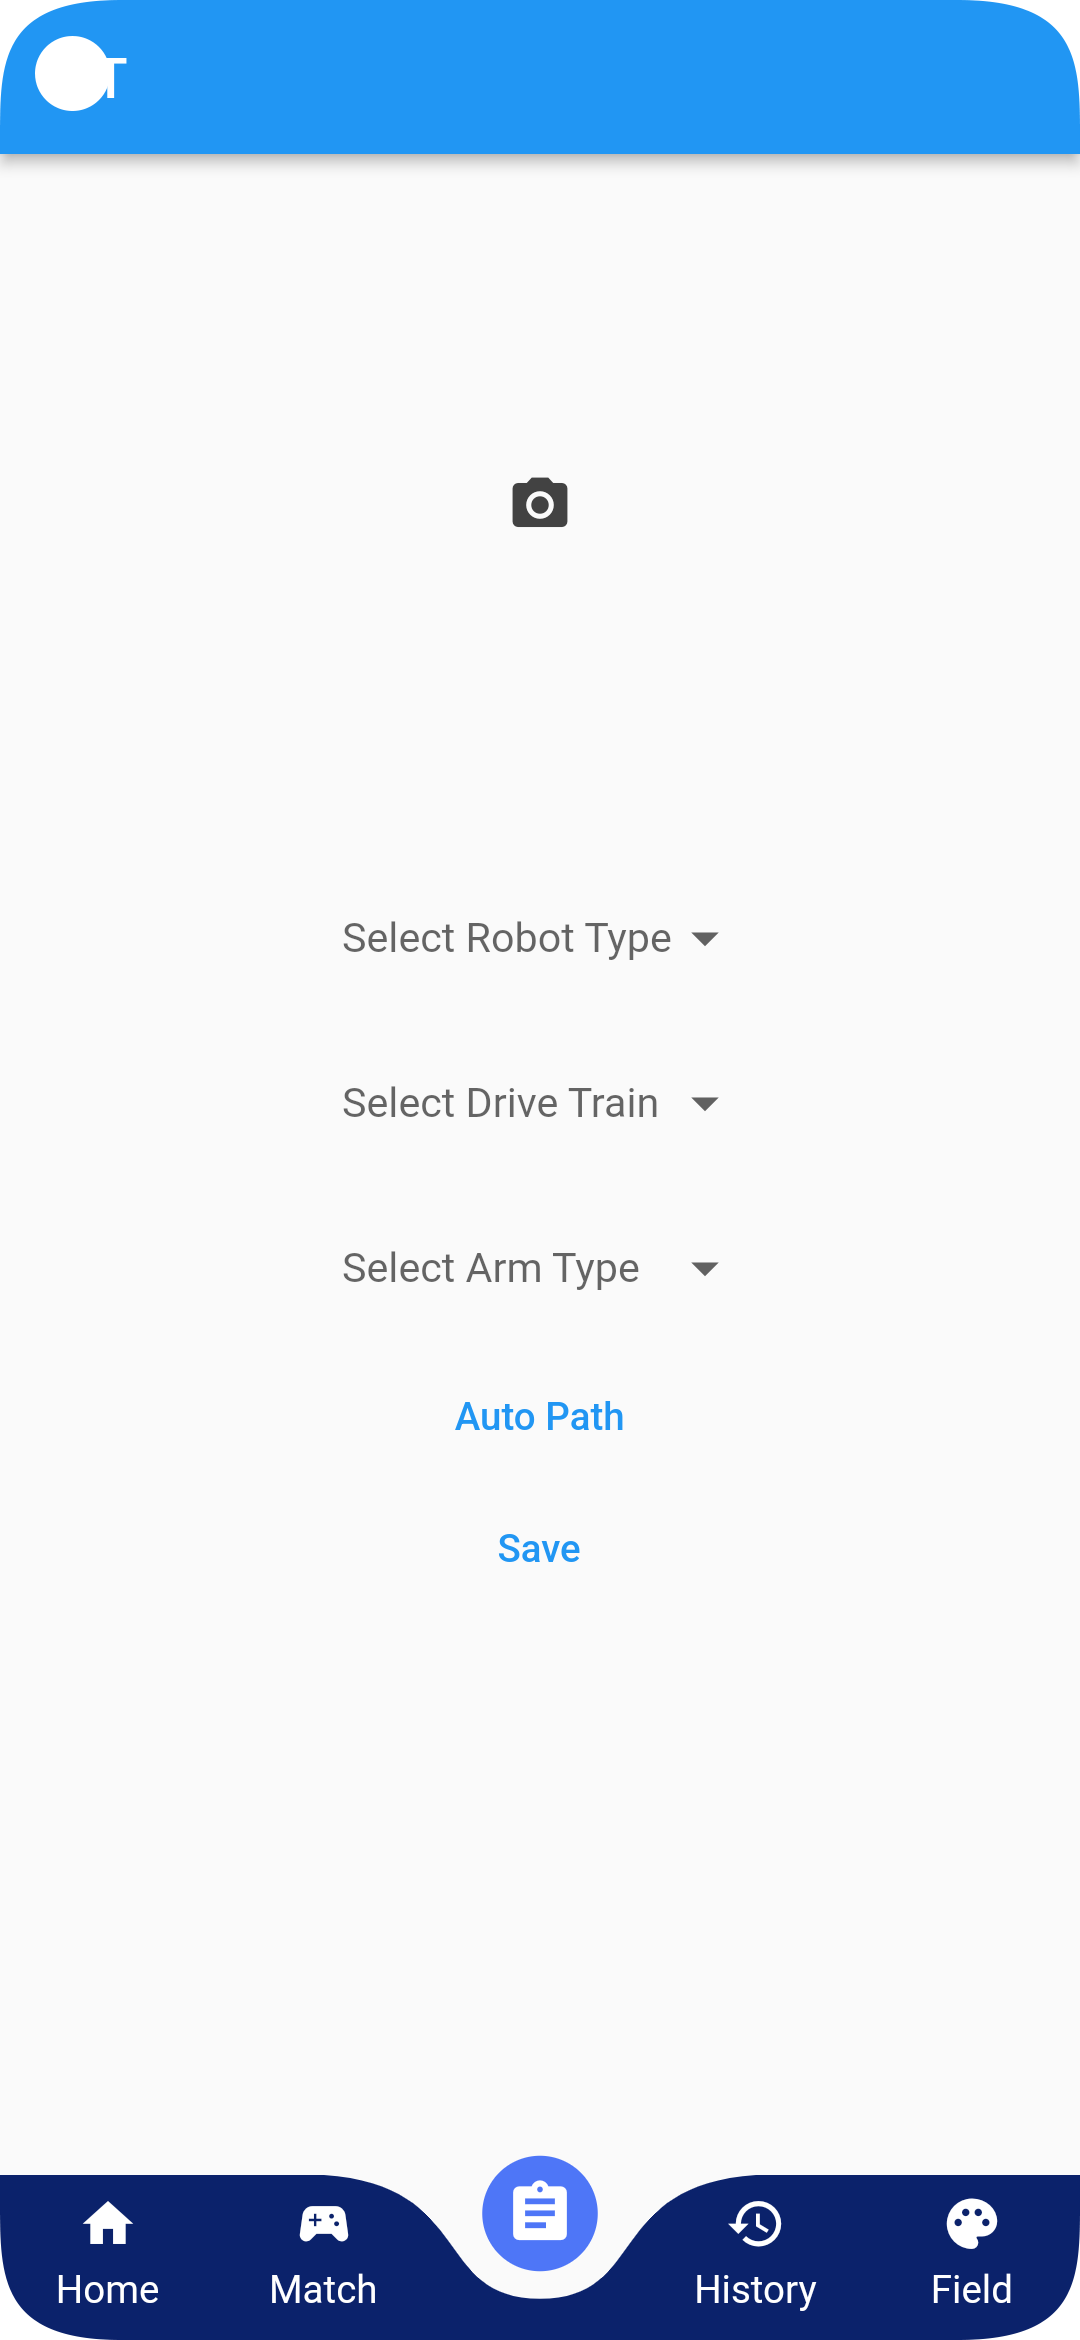 T
Select Robot Type
Select Drive Train
Select Arm Type
Auto Path
Save
Home
Match
History
Field